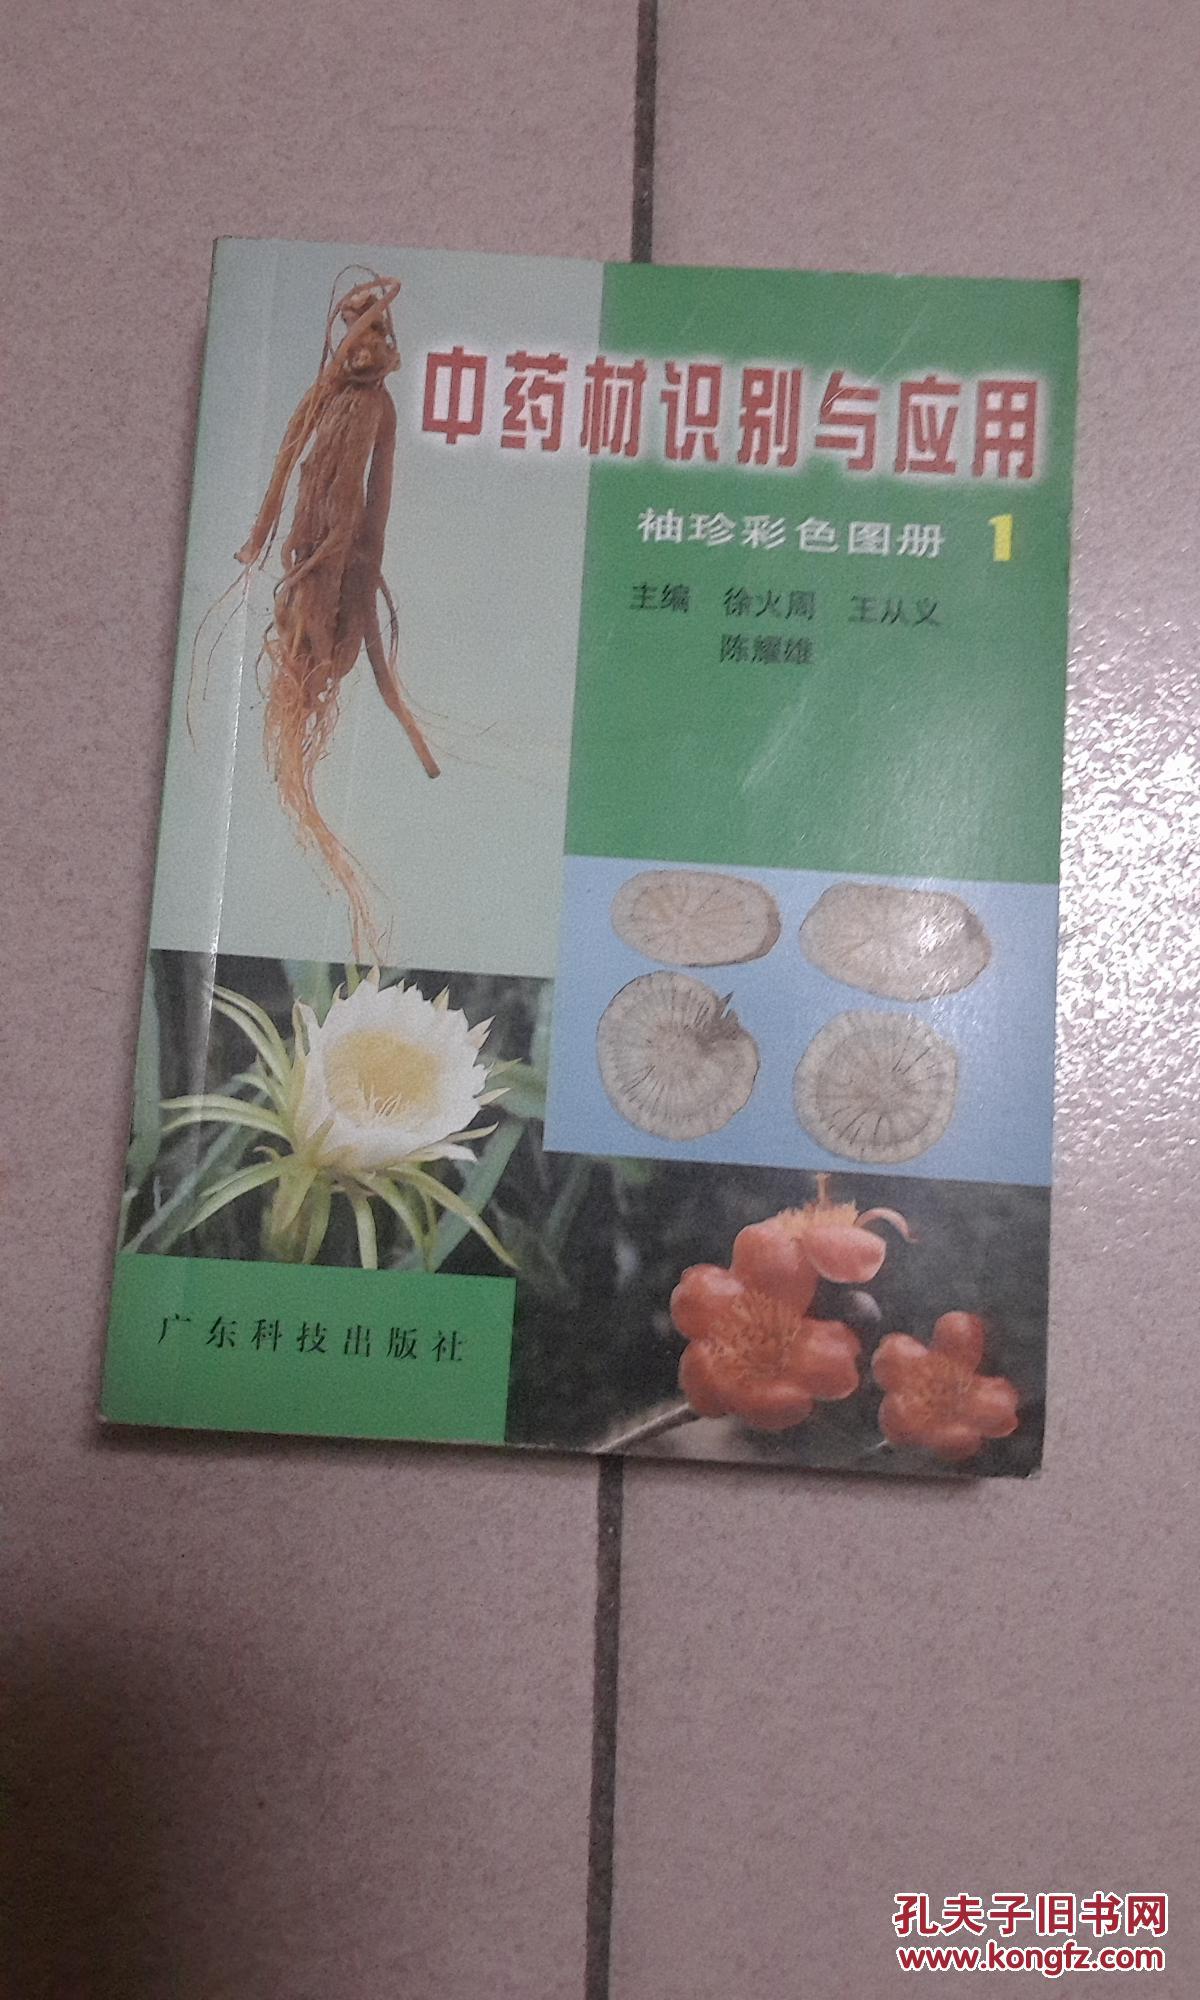 中药材识别与应用
袖珍彩色图册 1
主编 徐火周 王从义
陈耀雄
广东科技出版社
孔夫子旧书网
www.kongfz.com